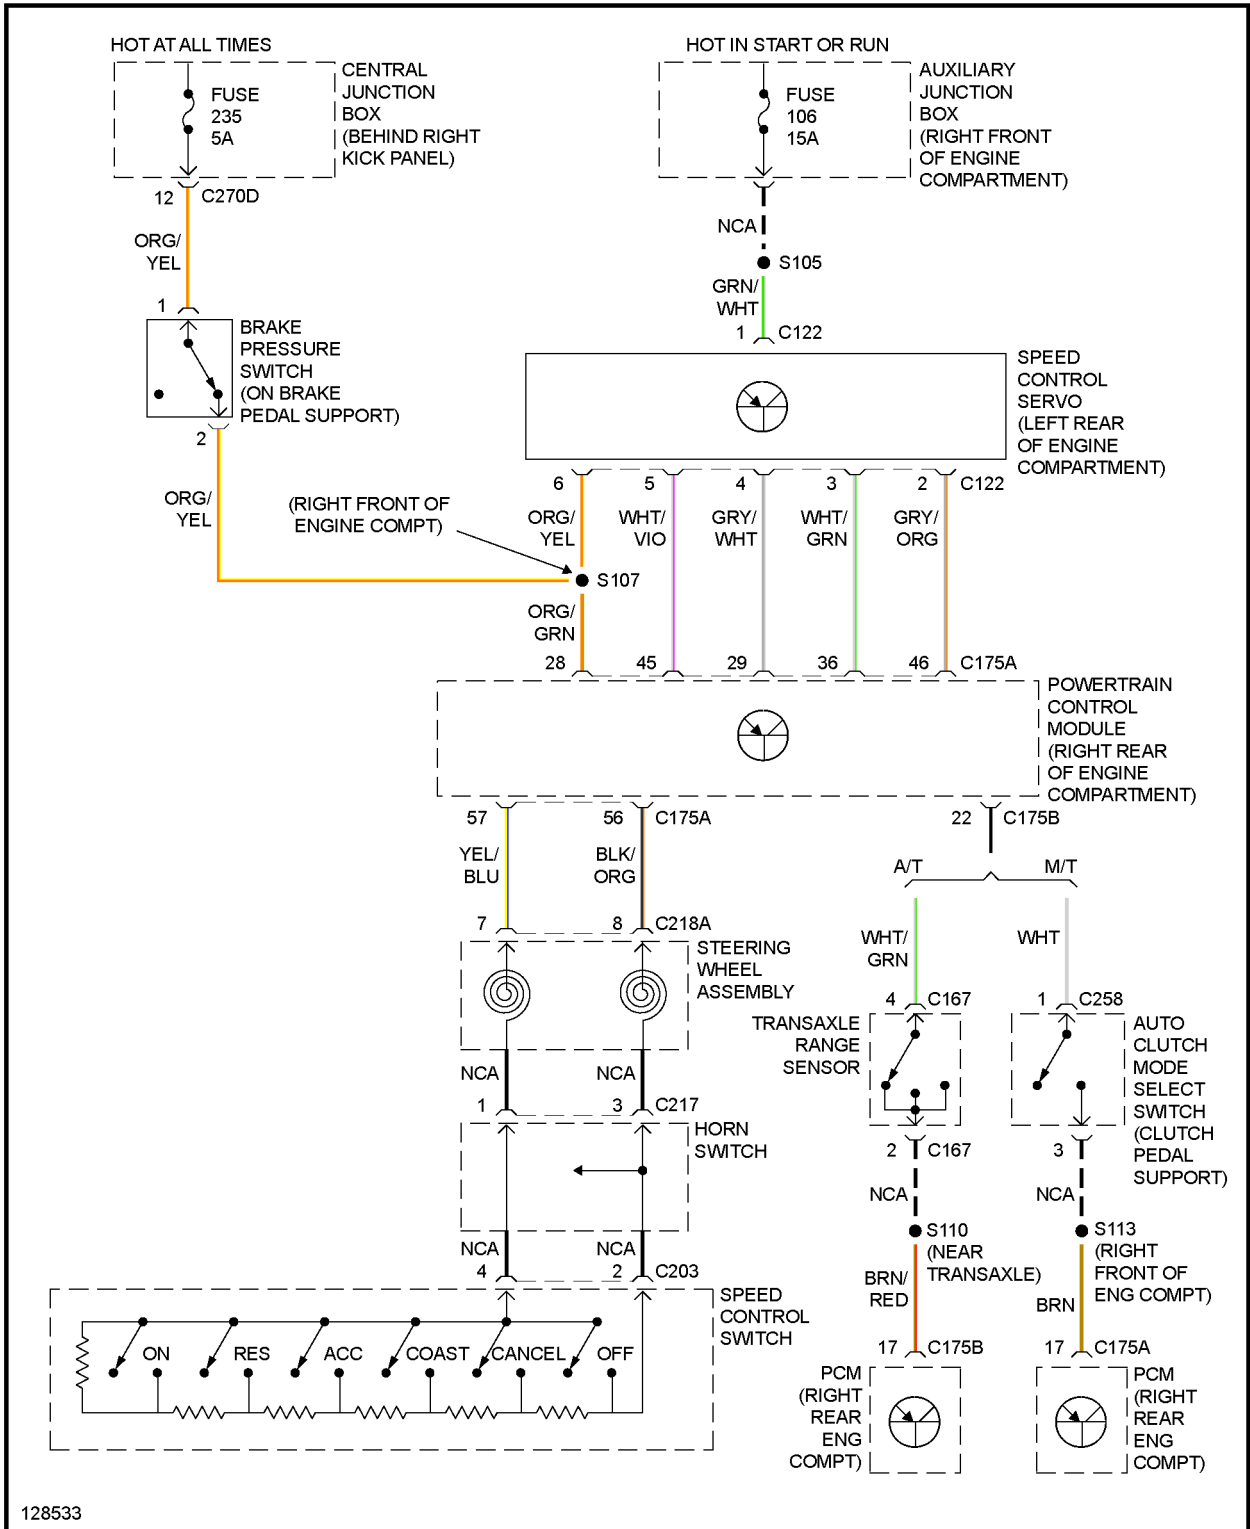 HOT AT ALL TIMES
HOT IN START OR RUN
FUSE
235
5A
CENTRAL
JUNCTION
BOX
(BEHIND RIGHT
KICK PANEL)
FUSE
106
15A
AUXILIARY
JUNCTION
BOX
(RIGHT FRONT
OF ENGINE
COMPARTMENT)
12 C270D
ORG/
YEL
NCA
S105
GRN/
WHT
1 C122
1
BRAKE
PRESSURE
SWITCH
(ON BRAKE
PEDAL SUPPORT)
2
SPEED
CONTROL
SERVO
(LEFT REAR
OF ENGINE
COMPARTMENT)
6 5 4 3 2 C122
ORG/
YEL
(RIGHT FRONT OF
ENGINE COMPT)
ORG/
YEL
WHT/
VIO
GRY/
WHT
WHT/
GRN
GRY/
ORG
S107
ORG/
GRN
28 45 29 36 46 C175A
POWERTRAIN
CONTROL
MODULE
(RIGHT REAR
OF ENGINE
COMPARTMENT)
57 56 C175A
22 C175B
YEL/
BLU
BLK/
ORG
A/T M/T
7 8 C218A
STEERING
WHEEL
ASSEMBLY
WHT/
GRN
WHT
4 C167
1 C258
TRANSAXLE
RANGE
SENSOR
AUTO
CLUTCH
MODE
SELECT
SWITCH
(CLUTCH
PEDAL
SUPPORT)
NCA NCA
1 3 C217
HORN
SWITCH
2 C167
3
NCA
NCA
S110
(NEAR
TRANSAXLE)
S113
(RIGHT
FRONT OF
ENG COMPT)
NCA NCA
4 2 C203
BRN/
RED
BRN
SPEED
CONTROL
SWITCH
ON RES ACC COAST CANCEL OFF
17 C175B
17 C175A
PCM
(RIGHT
REAR
ENG
COMPT)
PCM
(RIGHT
REAR
ENG
COMPT)
128533